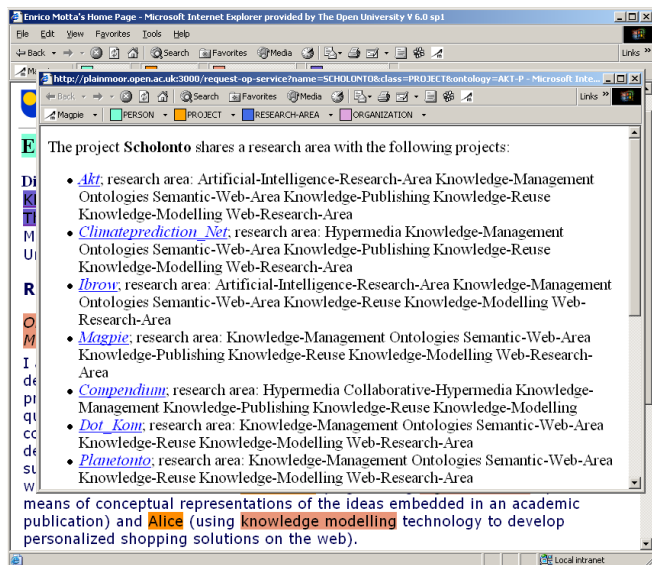 Enrico Motta's Home Page - Microsoft Internet Explorer provided by The Open University V 6.0 sp1
File Edit View Favorites Tools Help
Back Search Favorites Media Links »
http://plainmoor.open.ac.uk:3000/request-op-service?name=SCHOLONTO&class=PROJECT&ontology=AKT-P - Microsoft Inte...
Back Search Favorites Media Links »
Magpie PERSON PROJECT RESEARCH-AREA ORGANIZATION
The project Scholonto shares a research area with the following projects:
• Akt; research area: Artificial-Intelligence-Research-Area Knowledge-Management
Ontologies Semantic-Web-Area Knowledge-Publishing Knowledge-Reuse
Knowledge-Modelling Web-Research-Area
• Climateprediction_Net; research area: Hypermedia Knowledge-Management
Ontologies Semantic-Web-Area Knowledge-Publishing Knowledge-Reuse
Knowledge-Modelling Web-Research-Area
• Ibrow; research area: Artificial-Intelligence-Research-Area Knowledge-Management
Ontologies Semantic-Web-Area Knowledge-Reuse Knowledge-Modelling Web-
Research-Area
• Magpie; research area: Knowledge-Management Ontologies Semantic-Web-Area
Knowledge-Publishing Knowledge-Reuse Knowledge-Modelling Web-Research-
Area
• Compendium; research area: Hypermedia Collaborative-Hypermedia Knowledge-
Management Knowledge-Publishing Knowledge-Reuse Knowledge-Modelling
• Dot_Kom; research area: Knowledge-Management Ontologies Semantic-Web-Area
Knowledge-Reuse Knowledge-Modelling Web-Research-Area
• Planetonto; research area: Knowledge-Management Ontologies Semantic-Web-Area
Knowledge-Reuse Knowledge-Modelling Web-Research-Area
means of conceptual representations of the ideas embedded in an academic
publication) and Alice (using knowledge modelling technology to develop
personalized shopping solutions on the web).
Local intranet